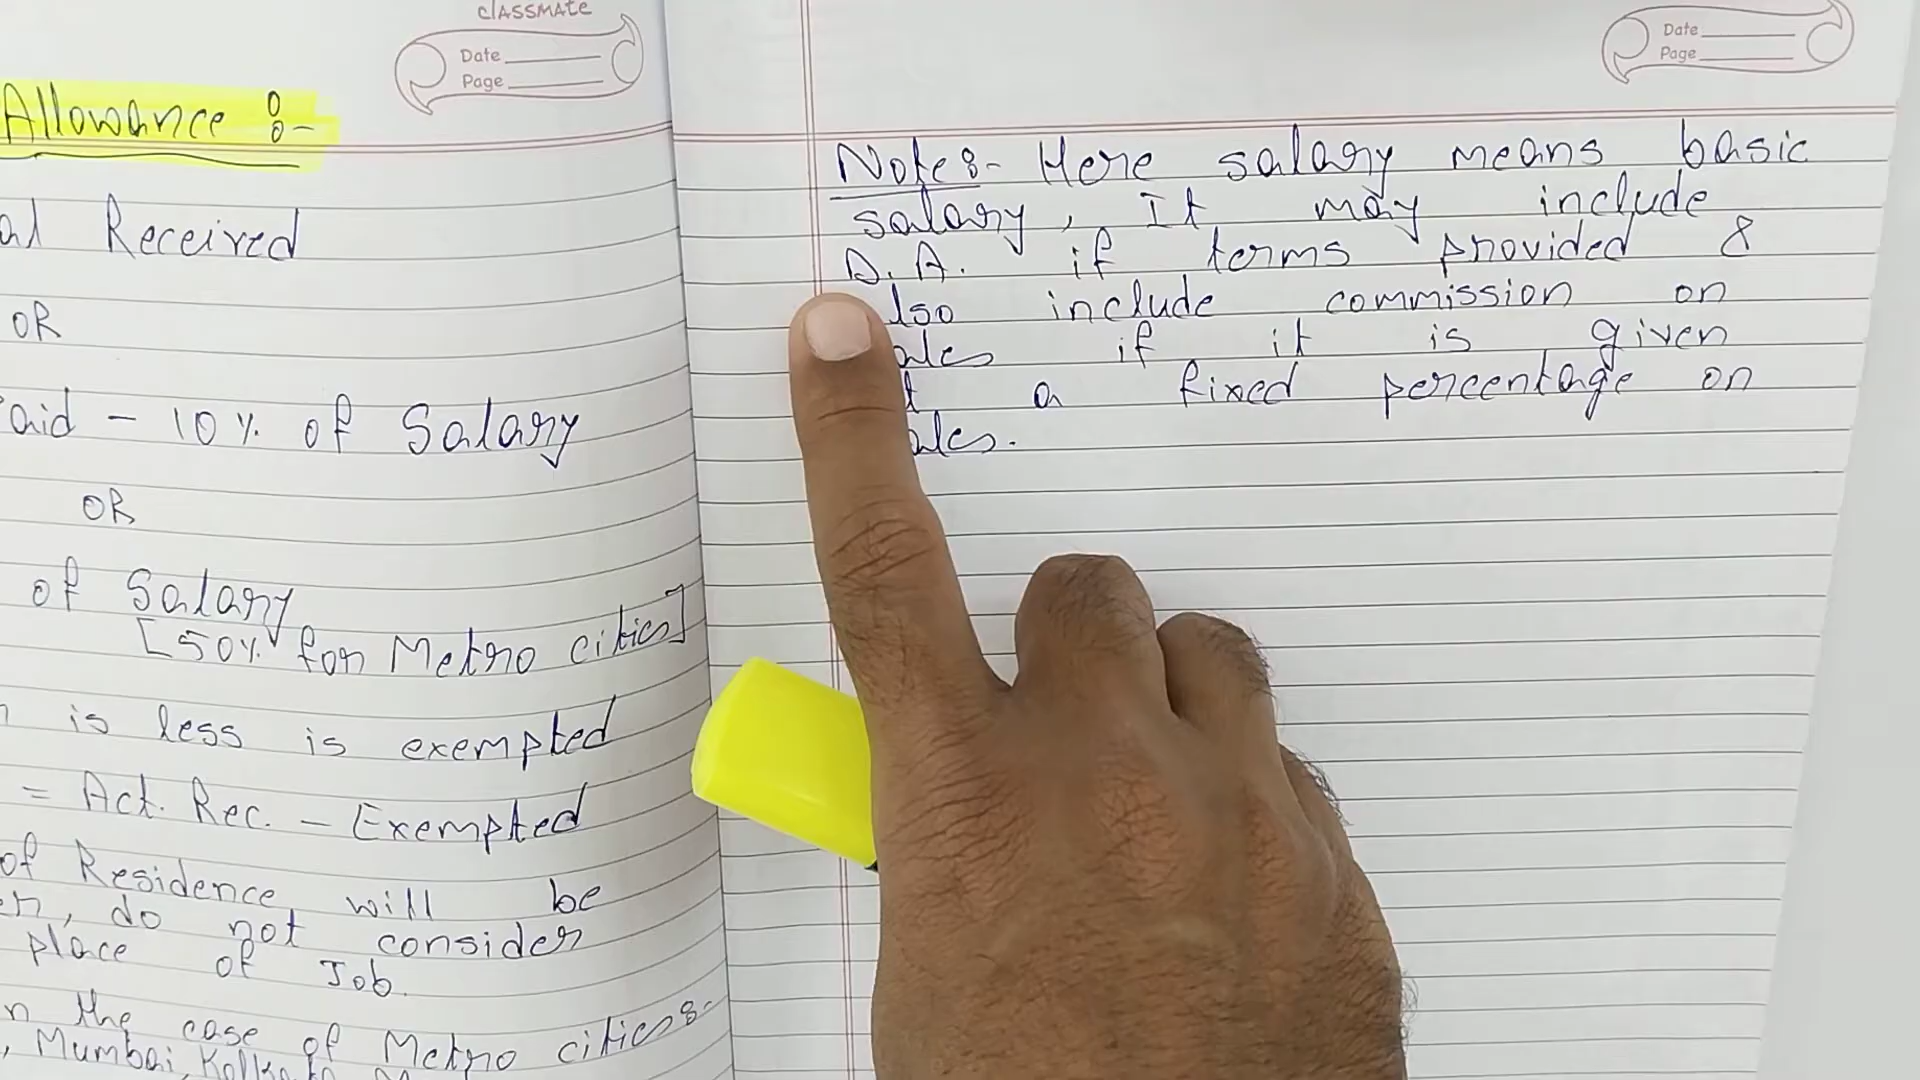 classmate
Date
Page
Allowance :-
Received
OR
- 10% of Salary
OR
of Salary
[50% for Metro cities]
is less is exempted
= Act. Rec. - Exempted
of Residence will be
do not consider
place of Job.
the case of Metro cities:-
, Mumbai,
Date
Page
Note:- Here salary means basic
salary, It may include
D.A. if terms provided &
include commission on
if it is given
a fixed percentage on